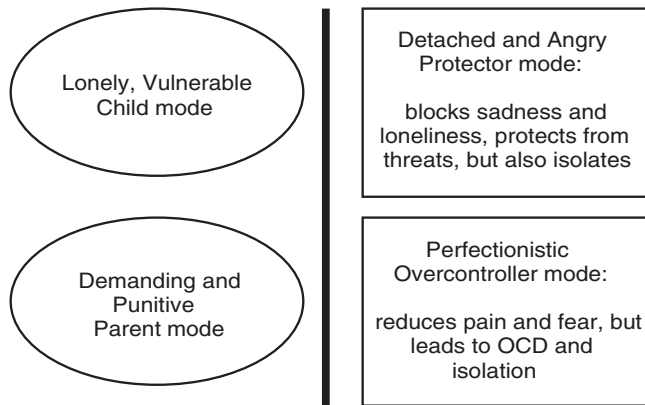 Lonely, Vulnerable
Child mode
Demanding and
Punitive
Parent mode
Detached and Angry
Protector mode:
blocks sadness and
loneliness, protects from
threats, but also isolates
Perfectionistic
Overcontroller mode:
reduces pain and fear, but
leads to OCD and
isolation